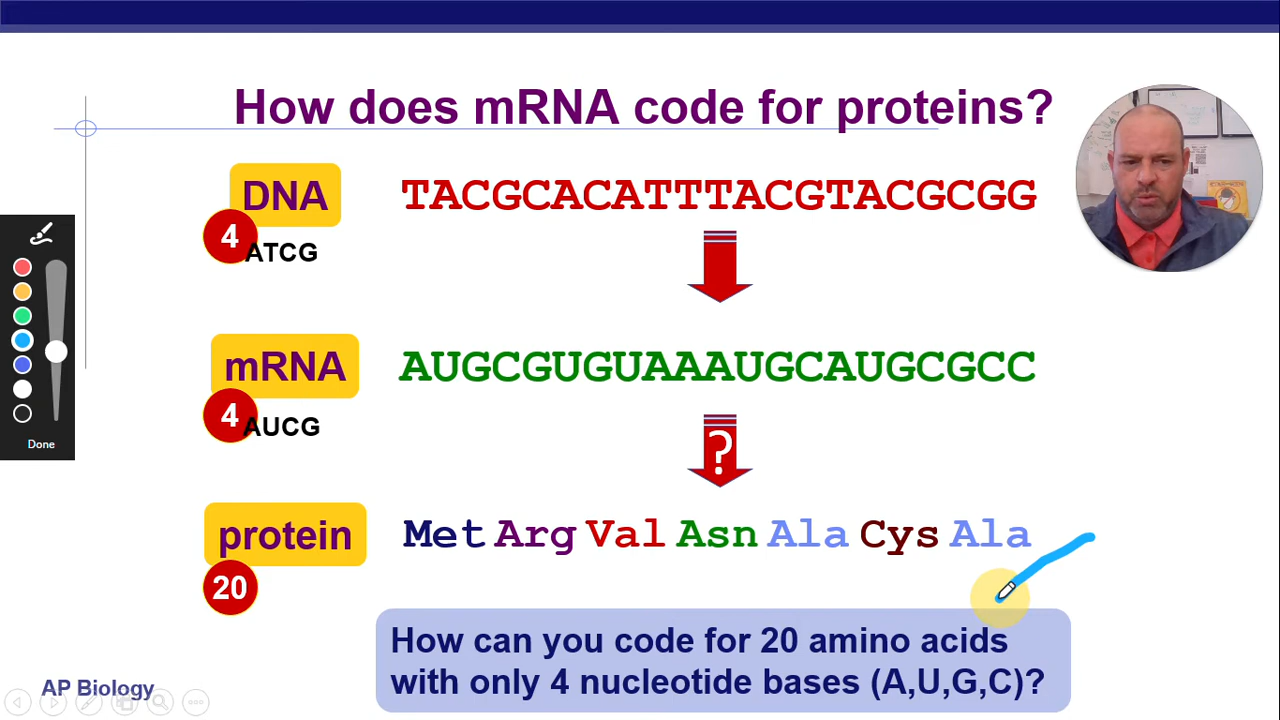 How does mRNA code for proteins?
DNA
TACGCACATTTACGTACGCGG
4
ATCG
mRNA
AUGCGUGUAAAUGCAUGCGCC
4
AUCG
?
protein
Met Arg Val Asn Ala Cys Ala
20
How can you code for 20 amino acids
with only 4 nucleotide bases (A,U,G,C)?
AP Biology
Done